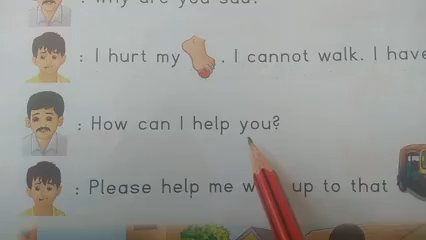 Why are you sad?
: I hurt my . I cannot walk. I have
: How can I help you?
: Please help me w up to that